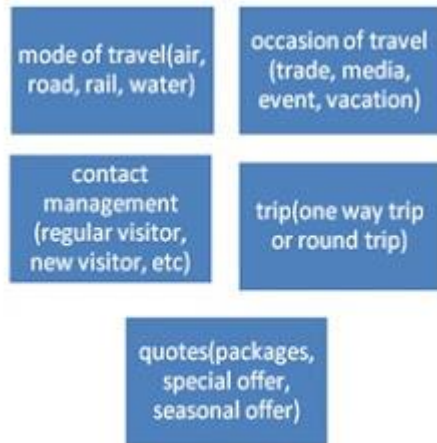 mode of travel(air,
road, rail, water)
occasion of travel
(trade, media,
event, vacation)
contact
management
(regular visitor,
new visitor, etc)
trip(one way trip
or round trip)
quotes(packages,
special offer,
seasonal offer)